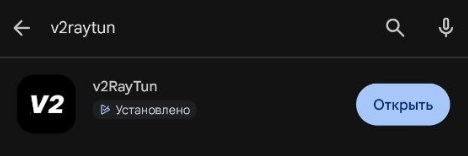 v2raytun
V2
v2RayTun
Установлено
Открыть